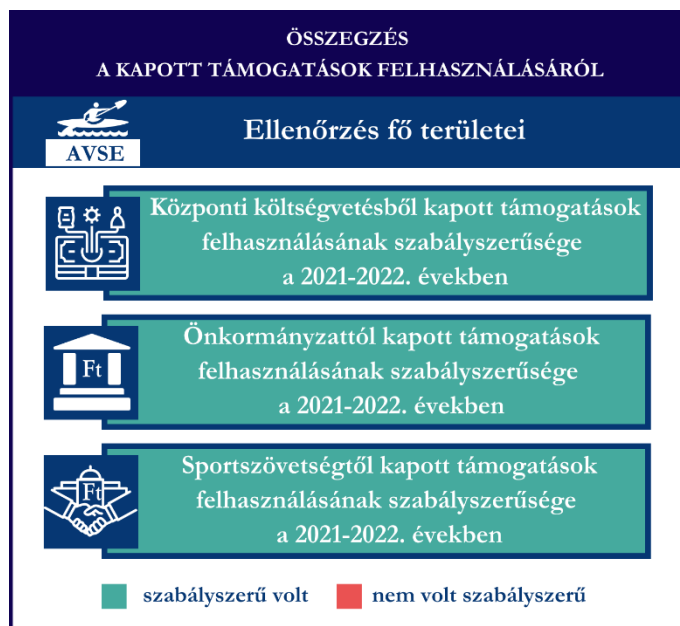 ÖSSZEGZÉS
A KAPOTT TÁMOGATÁSOK FELHASZNÁLÁSÁRÓL
AVSE
Ellenőrzés fő területei
Központi költségvetésből kapott támogatások
felhasználásának szabályszerűsége
a 2021-2022. években
Ft
Önkormányzattól kapott támogatások
felhasználásának szabályszerűsége
a 2021-2022. években
Ft
Sportszövetségtől kapott támogatások
felhasználásának szabályszerűsége
a 2021-2022. években
szabályszerű volt
nem volt szabályszerű